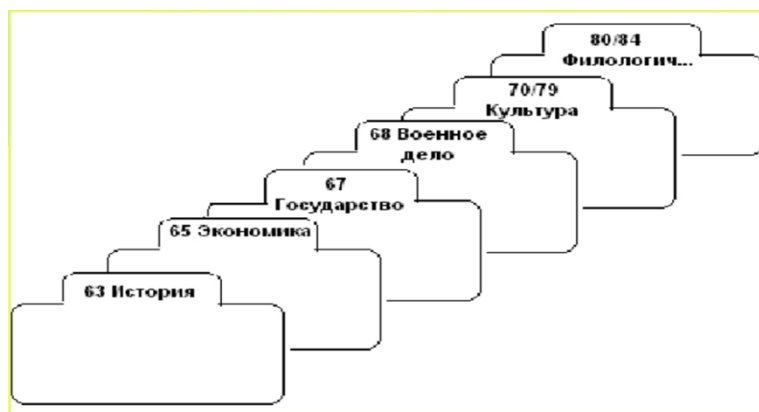 80/84
Филологич...
70/79
Культура
68 Военное
дело
67
Государство
65 Экономика
63 История